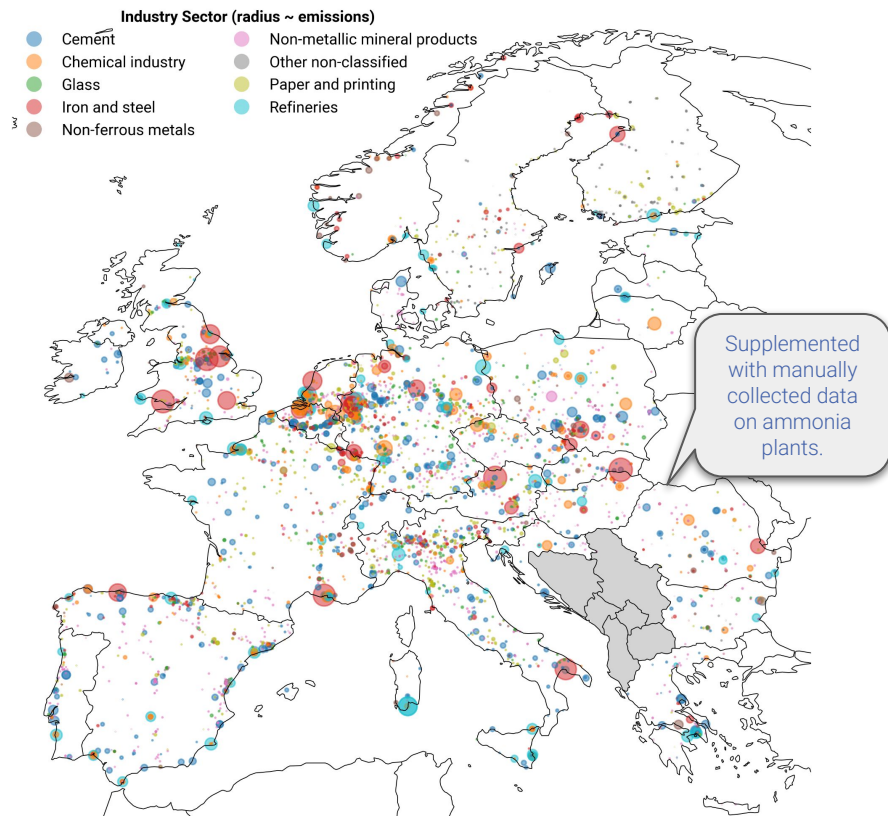 Industry Sector (radius ~ emissions)
Cement
Chemical industry
Glass
Iron and steel
Non-ferrous metals
Non-metallic mineral products
Other non-classified
Paper and printing
Refineries
Supplemented
with manually
collected data
on ammonia
plants.